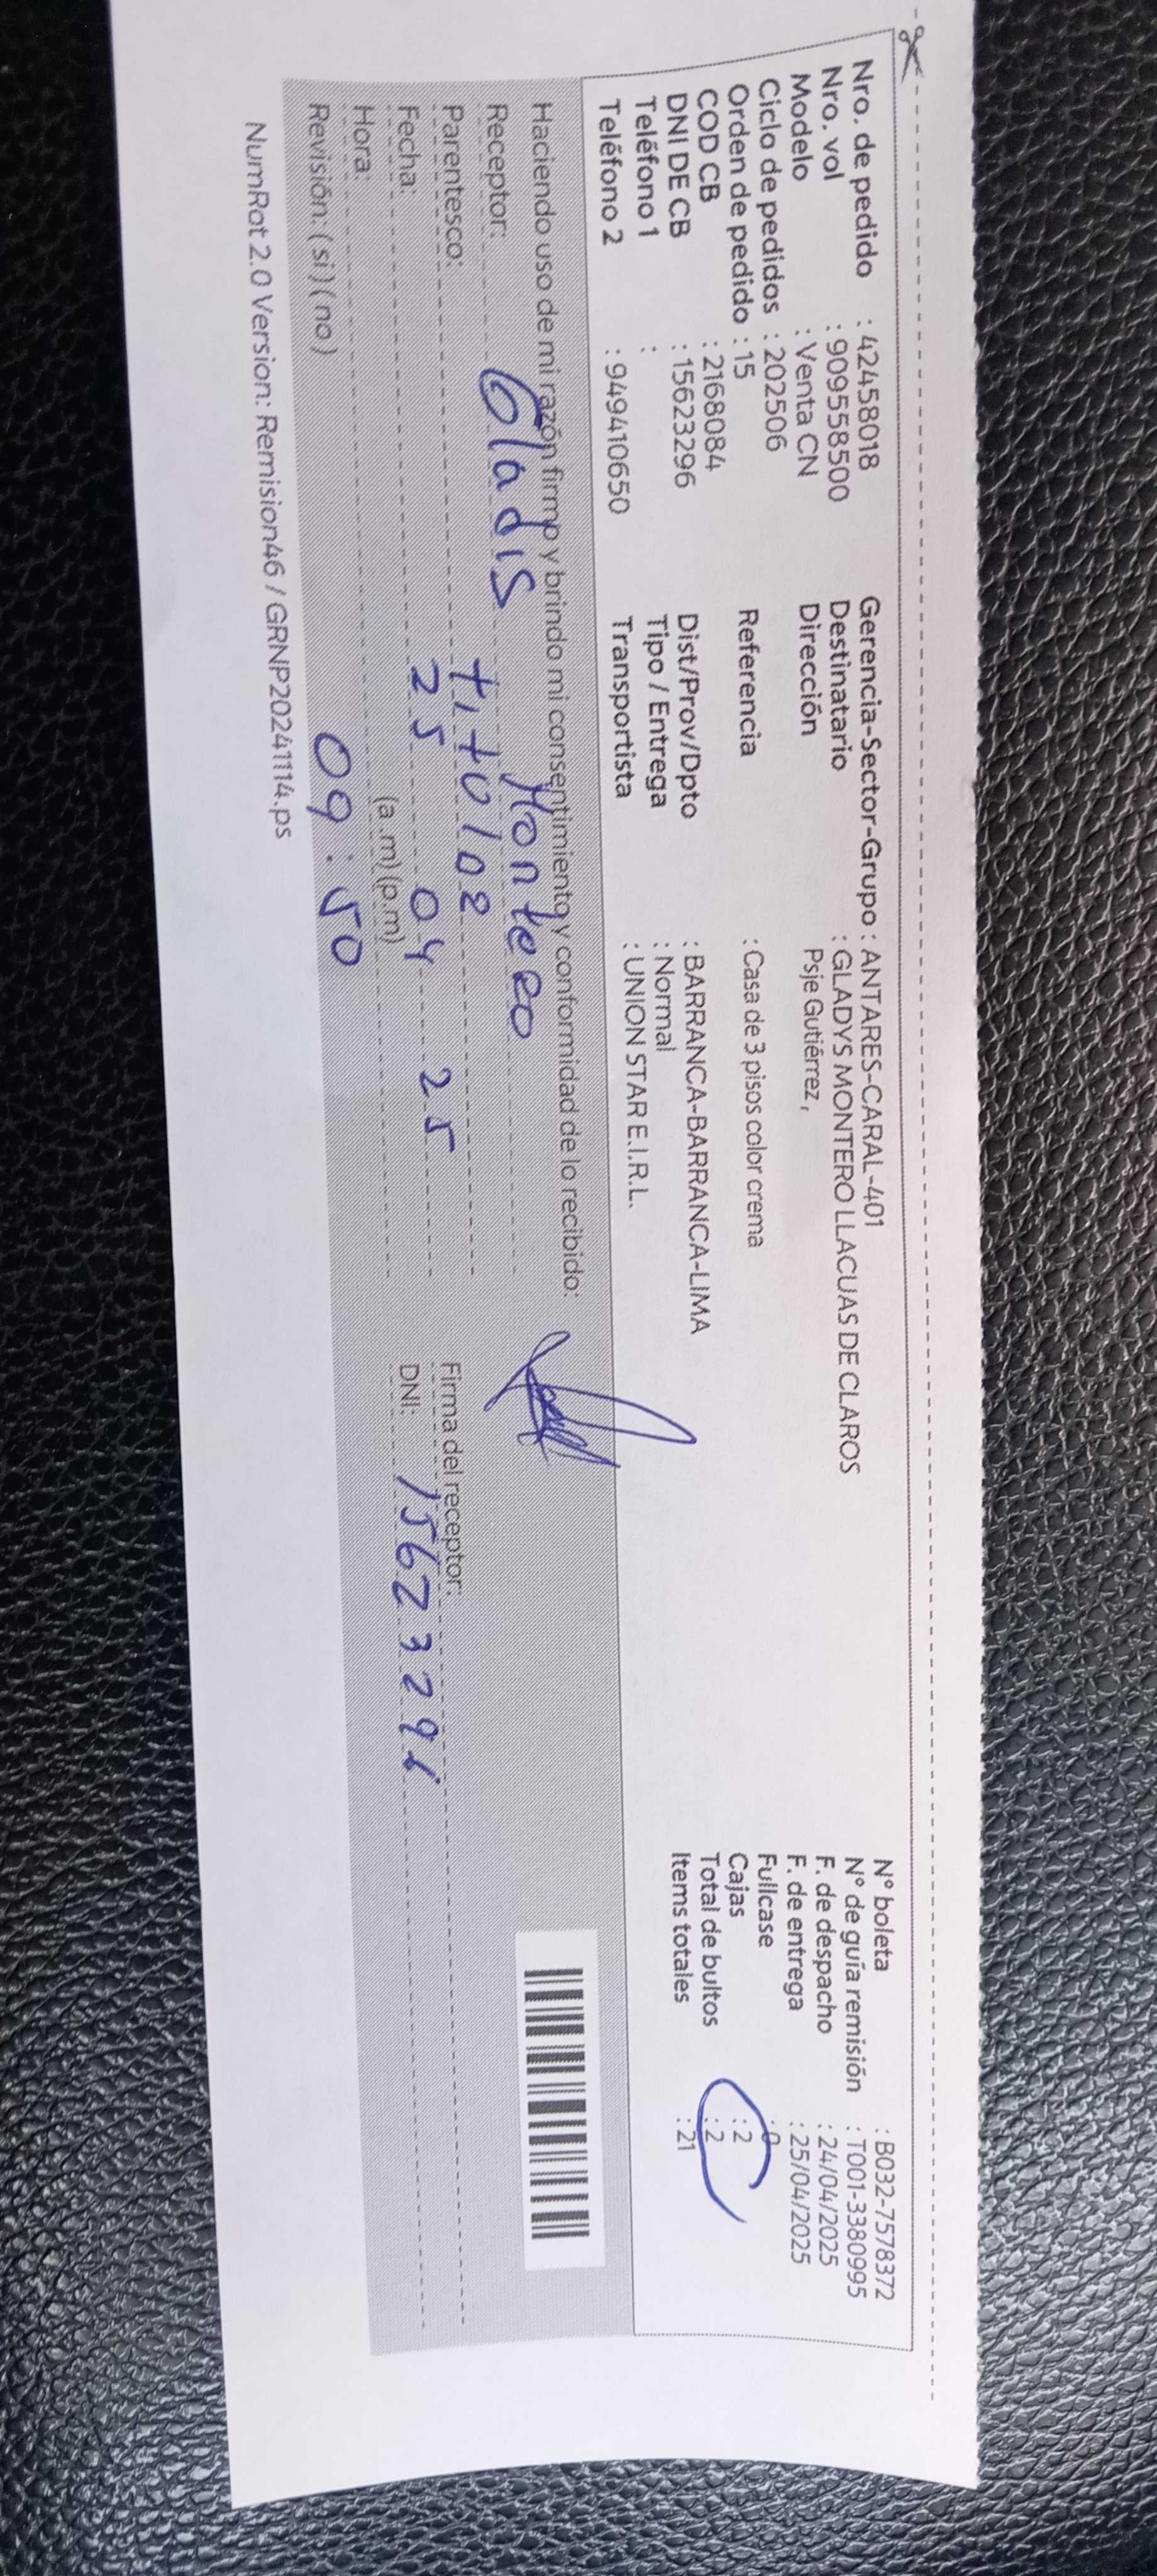 Nro. de pedido : 42458018
Nro. vol : 909558500
Modelo : Venta CN
Ciclo de pedidos : 202506
Orden de pedido : 15
COD CB : 2168084
DNI DE CB : 15623296
Teléfono 1 :
Teléfono 2 : 949410650
Gerencia-Sector-Grupo : ANTARES-CARAL-401
Destinatario : GLADYS MONTERO LLACUAS DE CLAROS
Dirección Psje Gutiérrez ,
Referencia : Casa de 3 pisos color crema
Dist/Prov/Dpto : BARRANCA-BARRANCA-LIMA
Tipo / Entrega : Normal
Transportista : UNION STAR E.I.R.L.
N° boleta : B032-7578372
N° de guía remisión : T001-3380995
F. de despacho : 24/04/2025
F. de entrega : 25/04/2025
Fullcase : 0
Cajas : 2
Total de bultos : 2
Items totales : 21
Haciendo uso de mi razón firmo y brindo mi consentimiento y conformidad de lo recibido:
Receptor: Gladis Montero
Parentesco: titular
Fecha: 25 04 25
Hora: (a.m)(p.m)
09:50
Revisión. (si) (no)
Firma del receptor:
DNI: 15623296
NumRot 2.0 Version: Remision46 / GRNP20241114.ps